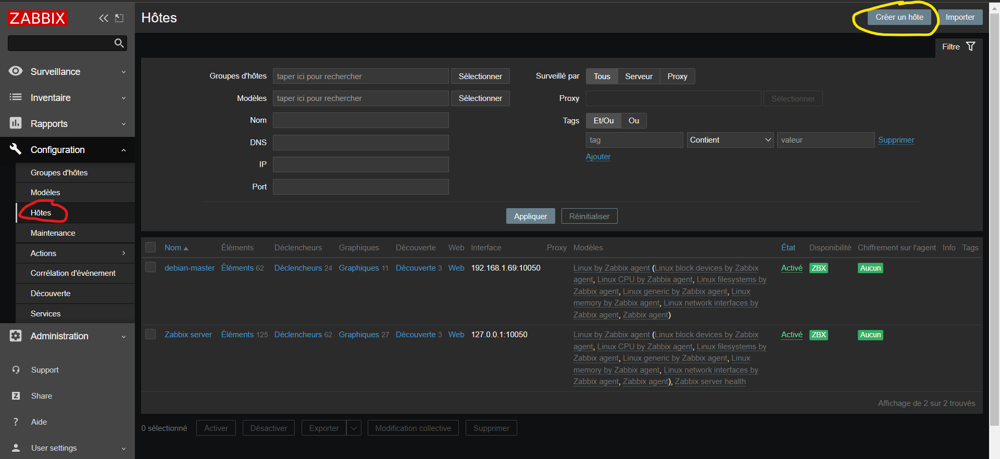 ZABBIX
Surveillance
Inventaire
Rapports
Configuration
Groupes d'hôtes
Modèles
Hôtes
Maintenance
Actions
Corrélation d'événement
Découverte
Services
Administration
Support
Z Share
? Aide
User settings
Hôtes
Créer un hôte Importer
Filtre
Groupes d'hôtes taper ici pour rechercher Sélectionner
Modèles taper ici pour rechercher Sélectionner
Nom
DNS
IP
Port
Surveillé par Tous Serveur Proxy
Proxy Sélectionner
Tags Et/Ou Ou
tag Contient valeur Supprimer
Ajouter
Appliquer Réinitialiser
Nom Éléments Déclencheurs Graphiques Découverte Web Interface Proxy Modèles État Disponibilité Chiffrement sur l'agent Info Tags
debian-master Éléments 62 Déclencheurs 24 Graphiques 11 Découverte 3 Web 192.168.1.69:10050 Linux by Zabbix agent (Linux block devices by Zabbix Activé ZBX Aucun
agent, Linux CPU by Zabbix agent, Linux filesystems by
Zabbix agent, Linux generic by Zabbix agent, Linux
memory by Zabbix agent, Linux network interfaces by
Zabbix agent, Zabbix agent)
Zabbix server Éléments 125 Déclencheurs 62 Graphiques 27 Découverte 3 Web 127.0.0.1:10050 Linux by Zabbix agent (Linux block devices by Zabbix Activé ZBX Aucun
agent, Linux CPU by Zabbix agent, Linux filesystems by
Zabbix agent, Linux generic by Zabbix agent, Linux
memory by Zabbix agent, Linux network interfaces by
Zabbix agent, Zabbix agent), Zabbix server health
Affichage de 2 sur 2 trouvés
0 sélectionné Activer Désactiver Exporter Modification collective Supprimer